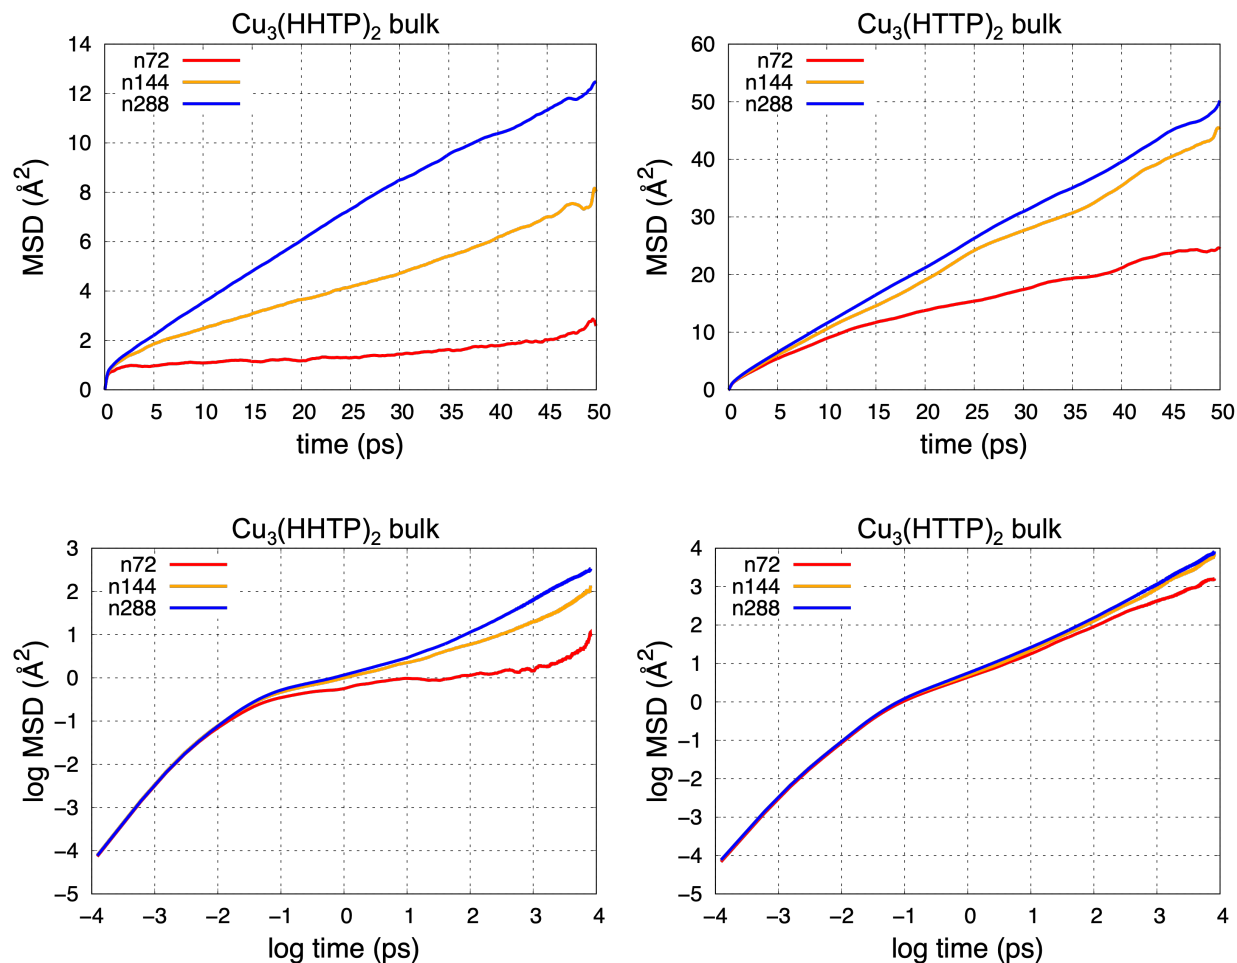 Cu₃(HHTP)₂ bulk
14
12
10
8
6
4
2
0
MSD (Å²)
n72
n144
n288
0 5 10 15 20 25 30 35 40 45 50
time (ps)
Cu₃(HTTP)₂ bulk
60
50
40
30
20
10
0
MSD (Å²)
n72
n144
n288
0 5 10 15 20 25 30 35 40 45 50
time (ps)
Cu₃(HHTP)₂ bulk
3
2
1
0
−1
−2
−3
−4
−5
log MSD (Å²)
n72
n144
n288
−4 −3 −2 −1 0 1 2 3 4
log time (ps)
Cu₃(HTTP)₂ bulk
4
3
2
1
0
−1
−2
−3
−4
−5
log MSD (Å²)
n72
n144
n288
−4 −3 −2 −1 0 1 2 3 4
log time (ps)